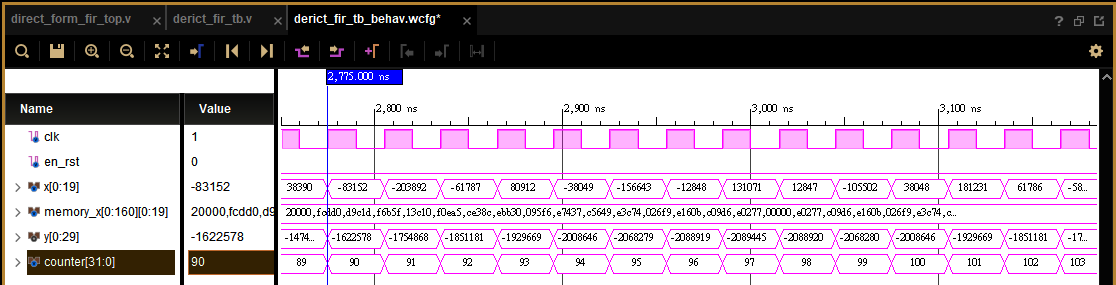 direct_form_fir_top.v × derict_fir_tb.v × derict_fir_tb_behav.wcfg* × ?
2,775.000 ns
Name Value
2,800 ns 2,900 ns 3,000 ns 3,100 ns
clk 1
en_rst 0
x[0:19] -83152 38390 -83152 -203892 -61787 80912 -38049 -156643 -12848 131071 12847 -105502 38048 181231 61786 -58...
memory_x[0:160][0:19] 20000,fcdd0,d9 20000,fcdd0,d9c1d,f6b5f,13c10,f0ea5,ce38c,ebb30,095f6,e7437,c5649,e3c74,026f9,e160b,c09d6,e0277,00000,e0277,c09d6,e160b,026f9,e3c74,c...
y[0:29] -1622578 -1474... -1622578 -1754868 -1851181 -1929669 -2008646 -2068279 -2088919 -2089445 -2088920 -2068280 -2008646 -1929669 -1851181 -17...
counter[31:0] 90 89 90 91 92 93 94 95 96 97 98 99 100 101 102 103